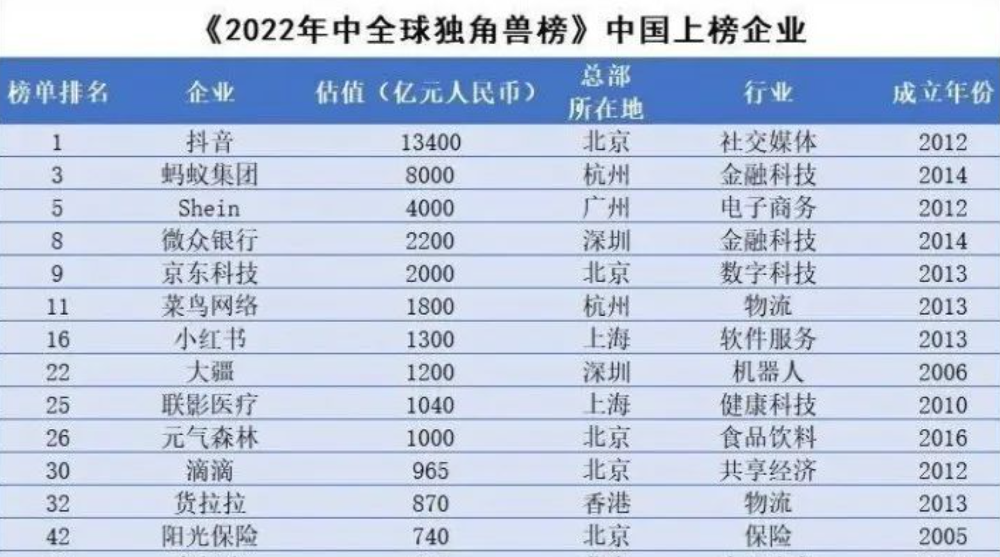 《2022年中全球独角兽榜》中国上榜企业
榜单排名 企业 估值（亿元人民币） 总部所在地 行业 成立年份
1 抖音 13400 北京 社交媒体 2012
3 蚂蚁集团 8000 杭州 金融科技 2014
5 Shein 4000 广州 电子商务 2012
8 微众银行 2200 深圳 金融科技 2014
9 京东科技 2000 北京 数字科技 2013
11 菜鸟网络 1800 杭州 物流 2013
16 小红书 1300 上海 软件服务 2013
22 大疆 1200 深圳 机器人 2006
25 联影医疗 1040 上海 健康科技 2010
26 元气森林 1000 北京 食品饮料 2016
30 滴滴 965 北京 共享经济 2012
32 货拉拉 870 香港 物流 2013
42 阳光保险 740 北京 保险 2005